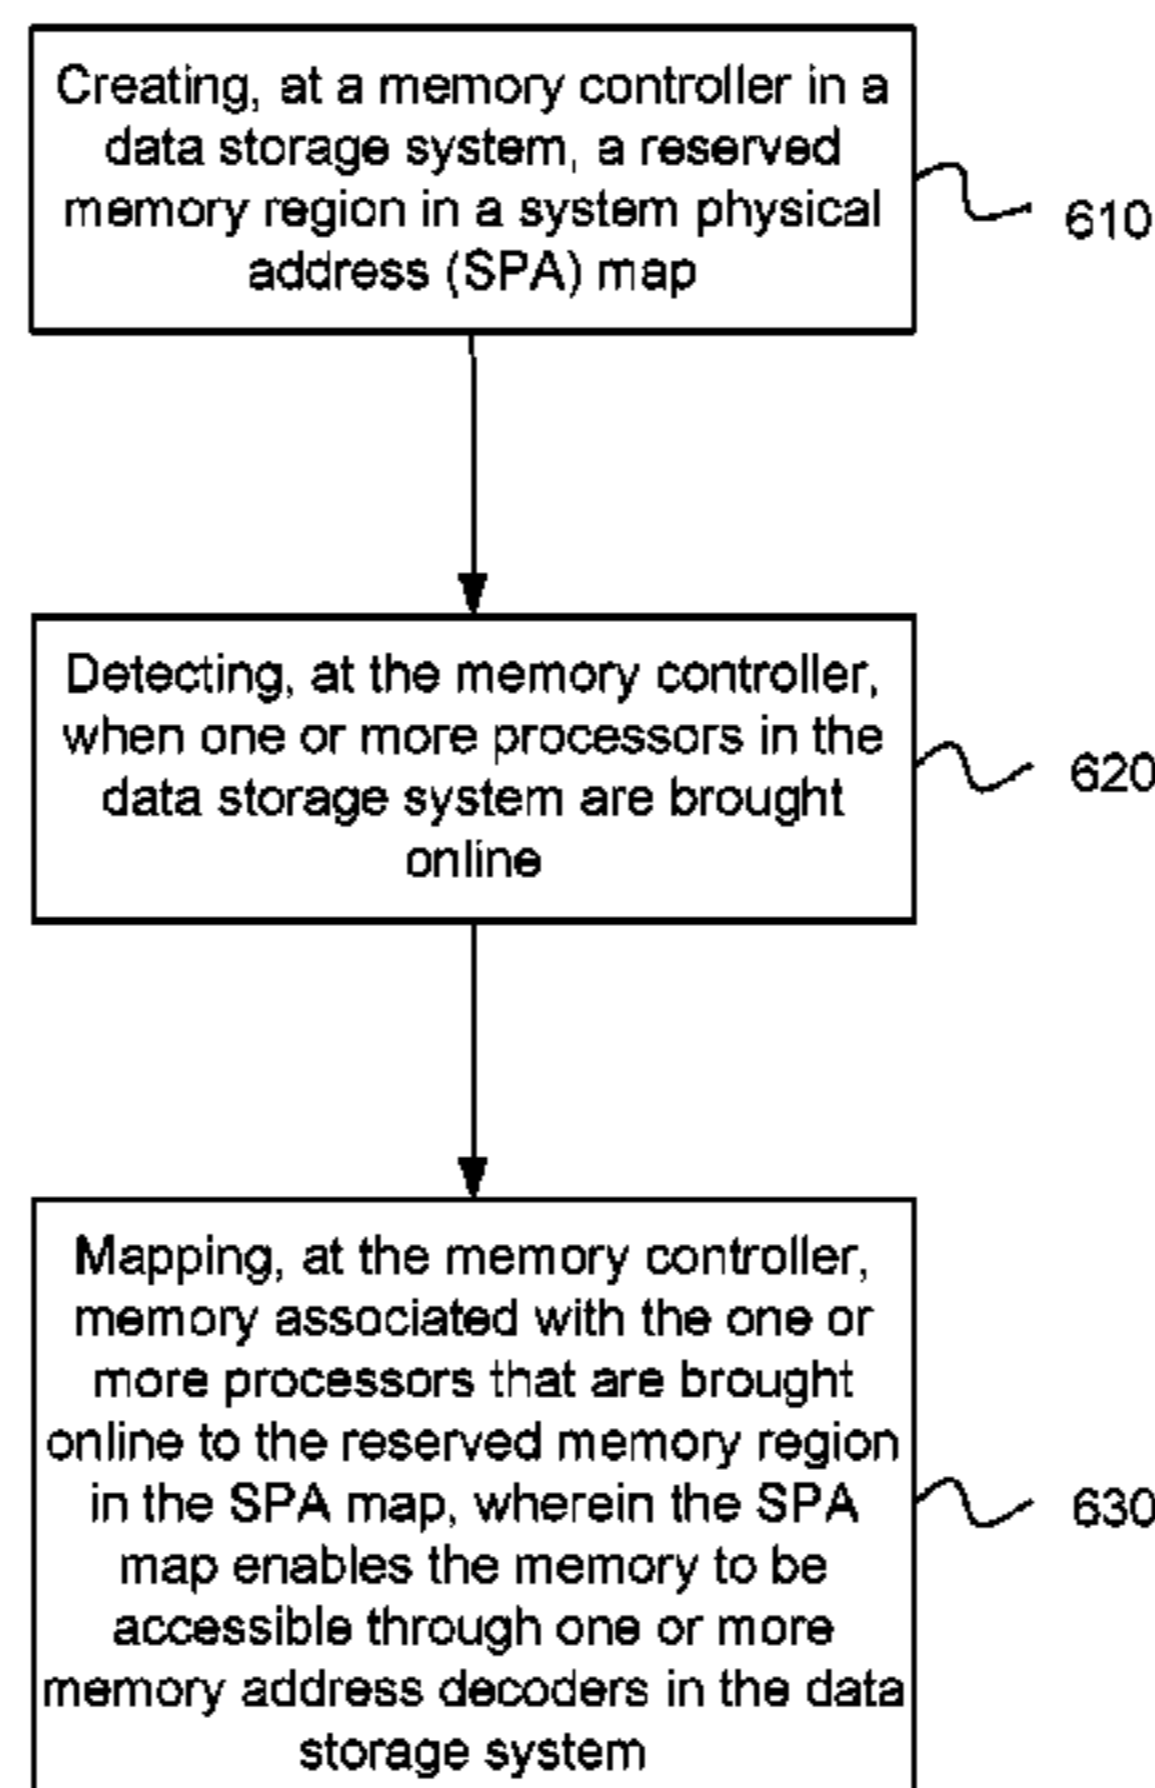 Creating, at a memory controller in a
data storage system, a reserved
memory region in a system physical
address (SPA) map
610
Detecting, at the memory controller,
when one or more processors in the
data storage system are brought
online
620
Mapping, at the memory controller,
memory associated with the one or
more processors that are brought
online to the reserved memory region
in the SPA map, wherein the SPA
map enables the memory to be
accessible through one or more
memory address decoders in the data
storage system
630